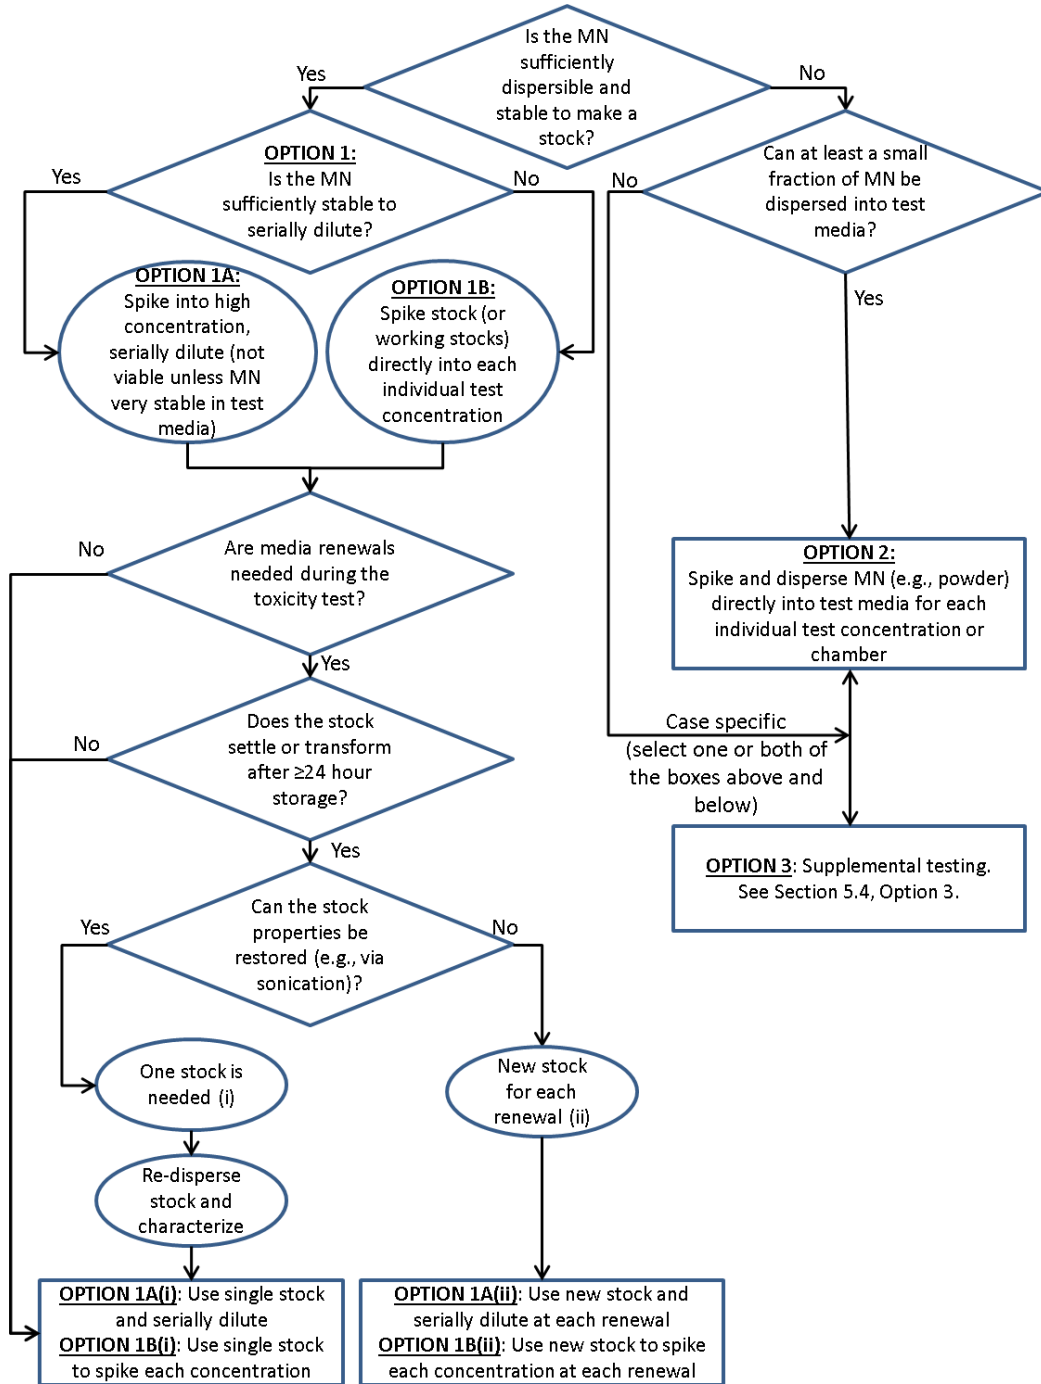 Is the MN
sufficiently
dispersible and
stable to make a
stock?
Yes
No
OPTION 1:
Is the MN
sufficiently stable to
serially dilute?
Yes
No
Can at least a small
fraction of MN be
dispersed into test
media?
No
Yes
OPTION 1A:
Spike into high
concentration,
serially dilute (not
viable unless MN
very stable in test
media)
OPTION 1B:
Spike stock (or
working stocks)
directly into each
individual test
concentration
Are media renewals
needed during the
toxicity test?
No
Yes
OPTION 2:
Spike and disperse MN (e.g., powder)
directly into test media for each
individual test concentration or
chamber
Does the stock
settle or transform
after ≥24 hour
storage?
No
Yes
Case specific
(select one or both of
the boxes above and
below)
OPTION 3: Supplemental testing.
See Section 5.4, Option 3.
Can the stock
properties be
restored (e.g., via
sonication)?
Yes
No
One stock is
needed (i)
New stock
for each
renewal (ii)
Re-disperse
stock and
characterize
OPTION 1A(i): Use single stock
and serially dilute
OPTION 1B(i): Use single stock
to spike each concentration
OPTION 1A(ii): Use new stock and
serially dilute at each renewal
OPTION 1B(ii): Use new stock to spike
each concentration at each renewal